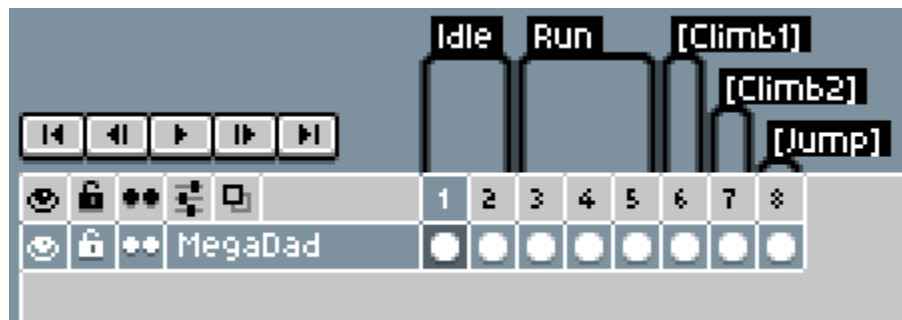 Idle Run [Climb1]
[Climb2]
[Jump]
1 2 3 4 5 6 7 8
MegaDad